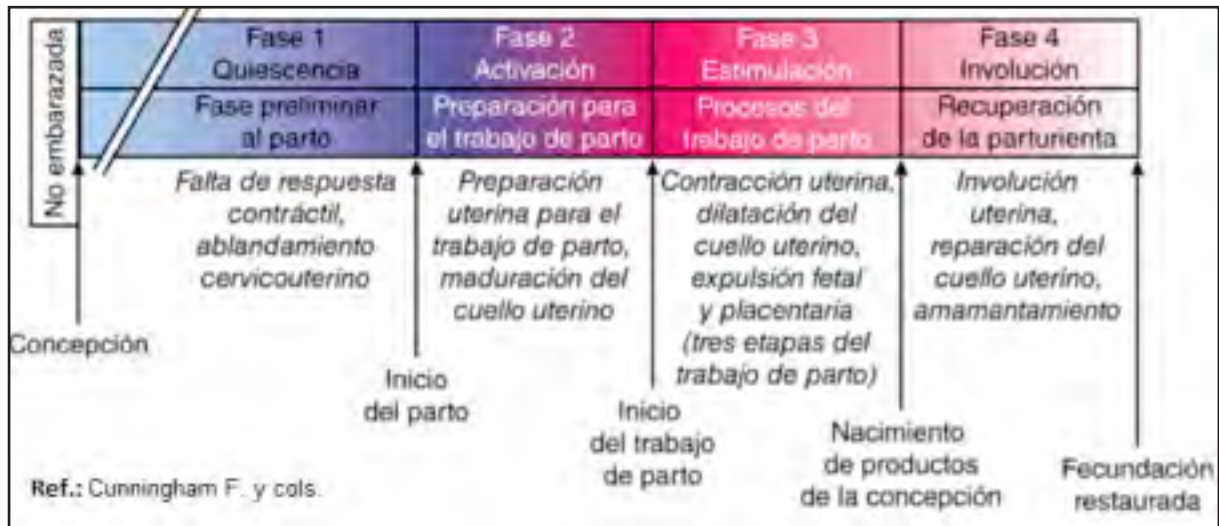 No embarazada
Fase 1
Quiescencia
Fase preliminar
al parto
Falta de respuesta
contráctil,
ablandamiento
cervicouterino
Fase 2
Activación
Preparación para
el trabajo de parto
Preparación
uterina para el
trabajo de parto,
maduración del
cuello uterino
Fase 3
Estimulación
Procesos del
trabajo de parto
Contracción uterina,
dilatación del
cuello uterino,
expulsión fetal
y placentaria
(tres etapas del
trabajo de parto)
Fase 4
Involución
Recuperación
de la parturienta
Involución
uterina,
reparación del
cuello uterino,
amamantamiento
Concepción
Inicio
del parto
Inicio
del trabajo
de parto
Nacimiento
de productos
de la concepción
Fecundación
restaurada
Ref.: Cunningham F. y cols.